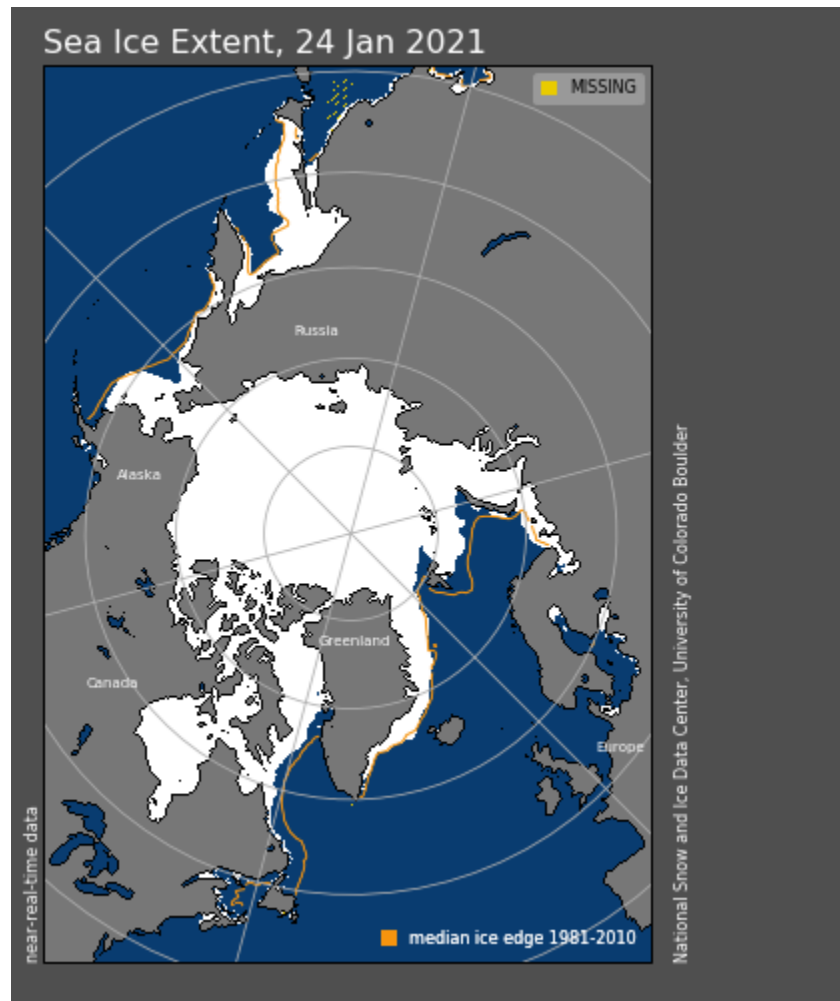 Sea Ice Extent, 24 Jan 2021
MISSING
Russia
Alaska
Greenland
Canada
Europe
near-real-time data
National Snow and Ice Data Center, University of Colorado Boulder
median ice edge 1981-2010